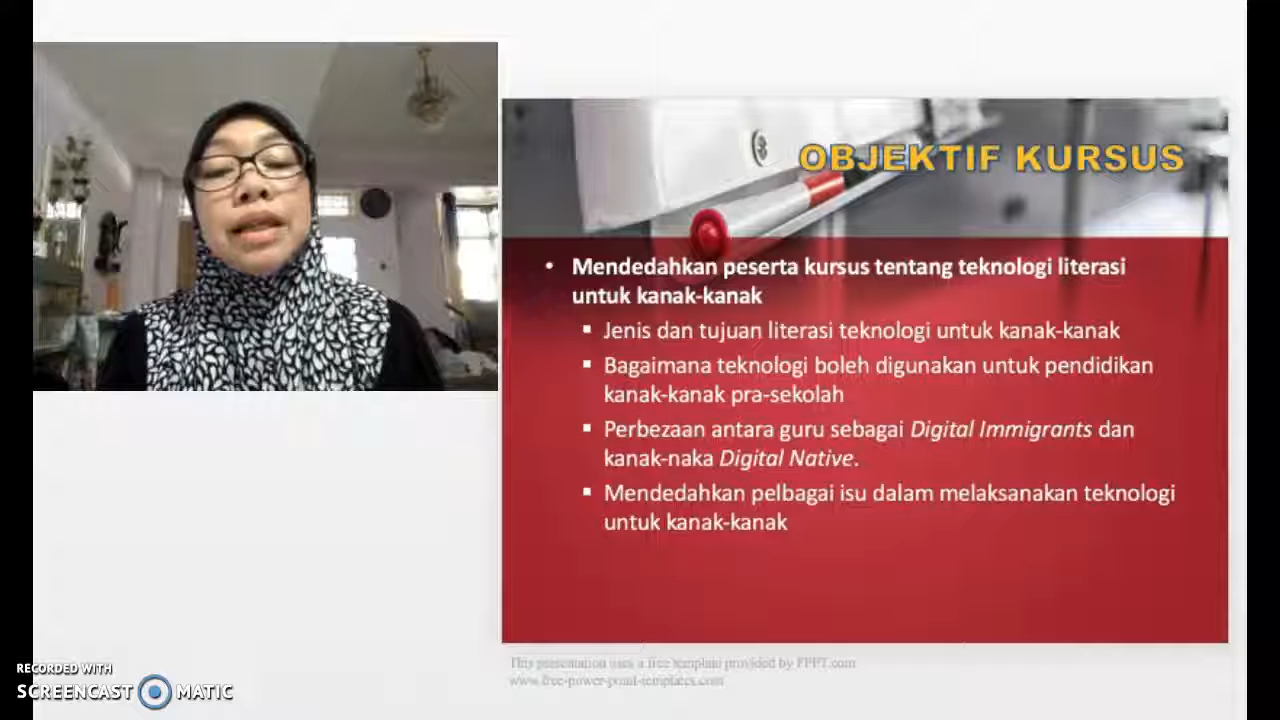 OBJEKTIF KURSUS
• Mendedahkan peserta kursus tentang teknologi literasi
untuk kanak-kanak
▪ Jenis dan tujuan literasi teknologi untuk kanak-kanak
▪ Bagaimana teknologi boleh digunakan untuk pendidikan
kanak-kanak pra-sekolah
▪ Perbezaan antara guru sebagai Digital Immigrants dan
kanak-naka Digital Native.
▪ Mendedahkan pelbagai isu dalam melaksanakan teknologi
untuk kanak-kanak
This presentation uses a free template provided by FPPT.com
www.free-power-point-templates.com
RECORDED WITH
SCREENCAST MATIC